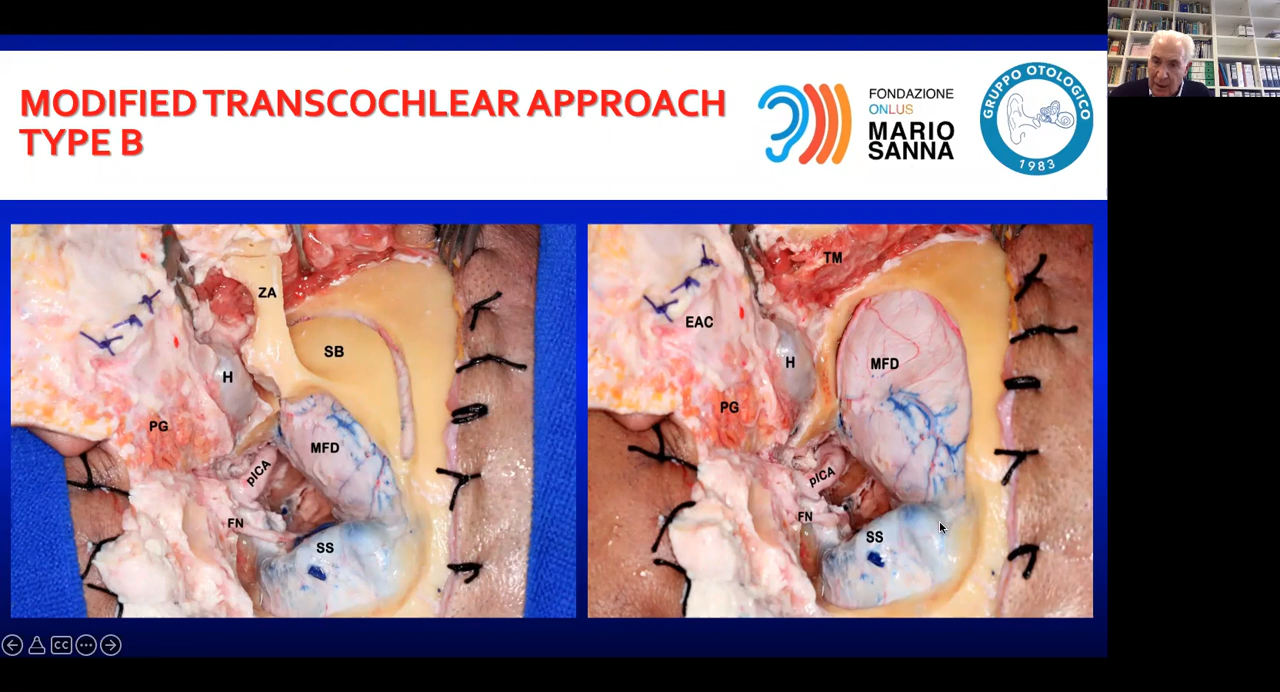 MODIFIED TRANSCOCHLEAR APPROACH
TYPE B
FONDAZIONE
ONLUS
MARIO
SANNA
GRUPPO OTOLOGICO
1983
ZA
SB
H
PG
MFD
pICA
FN
SS
TM
EAC
H
MFD
PG
pICA
FN
SS
CC